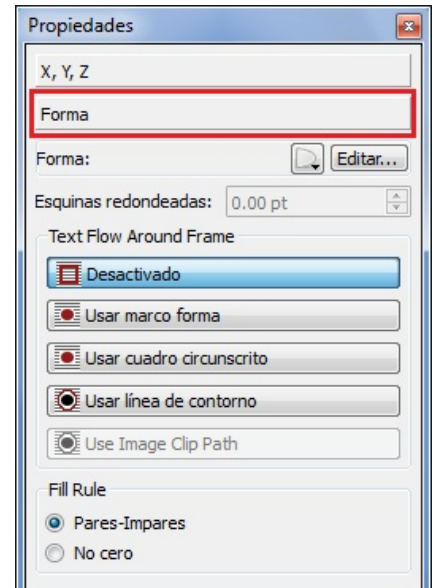 Propiedades
X, Y, Z
Forma
Forma:
Editar...
Esquinas redondeadas: 0.00 pt
Text Flow Around Frame
Desactivado
Usar marco forma
Usar cuadro circunscrito
Usar línea de contorno
Use Image Clip Path
Fill Rule
Pares-Impares
No cero